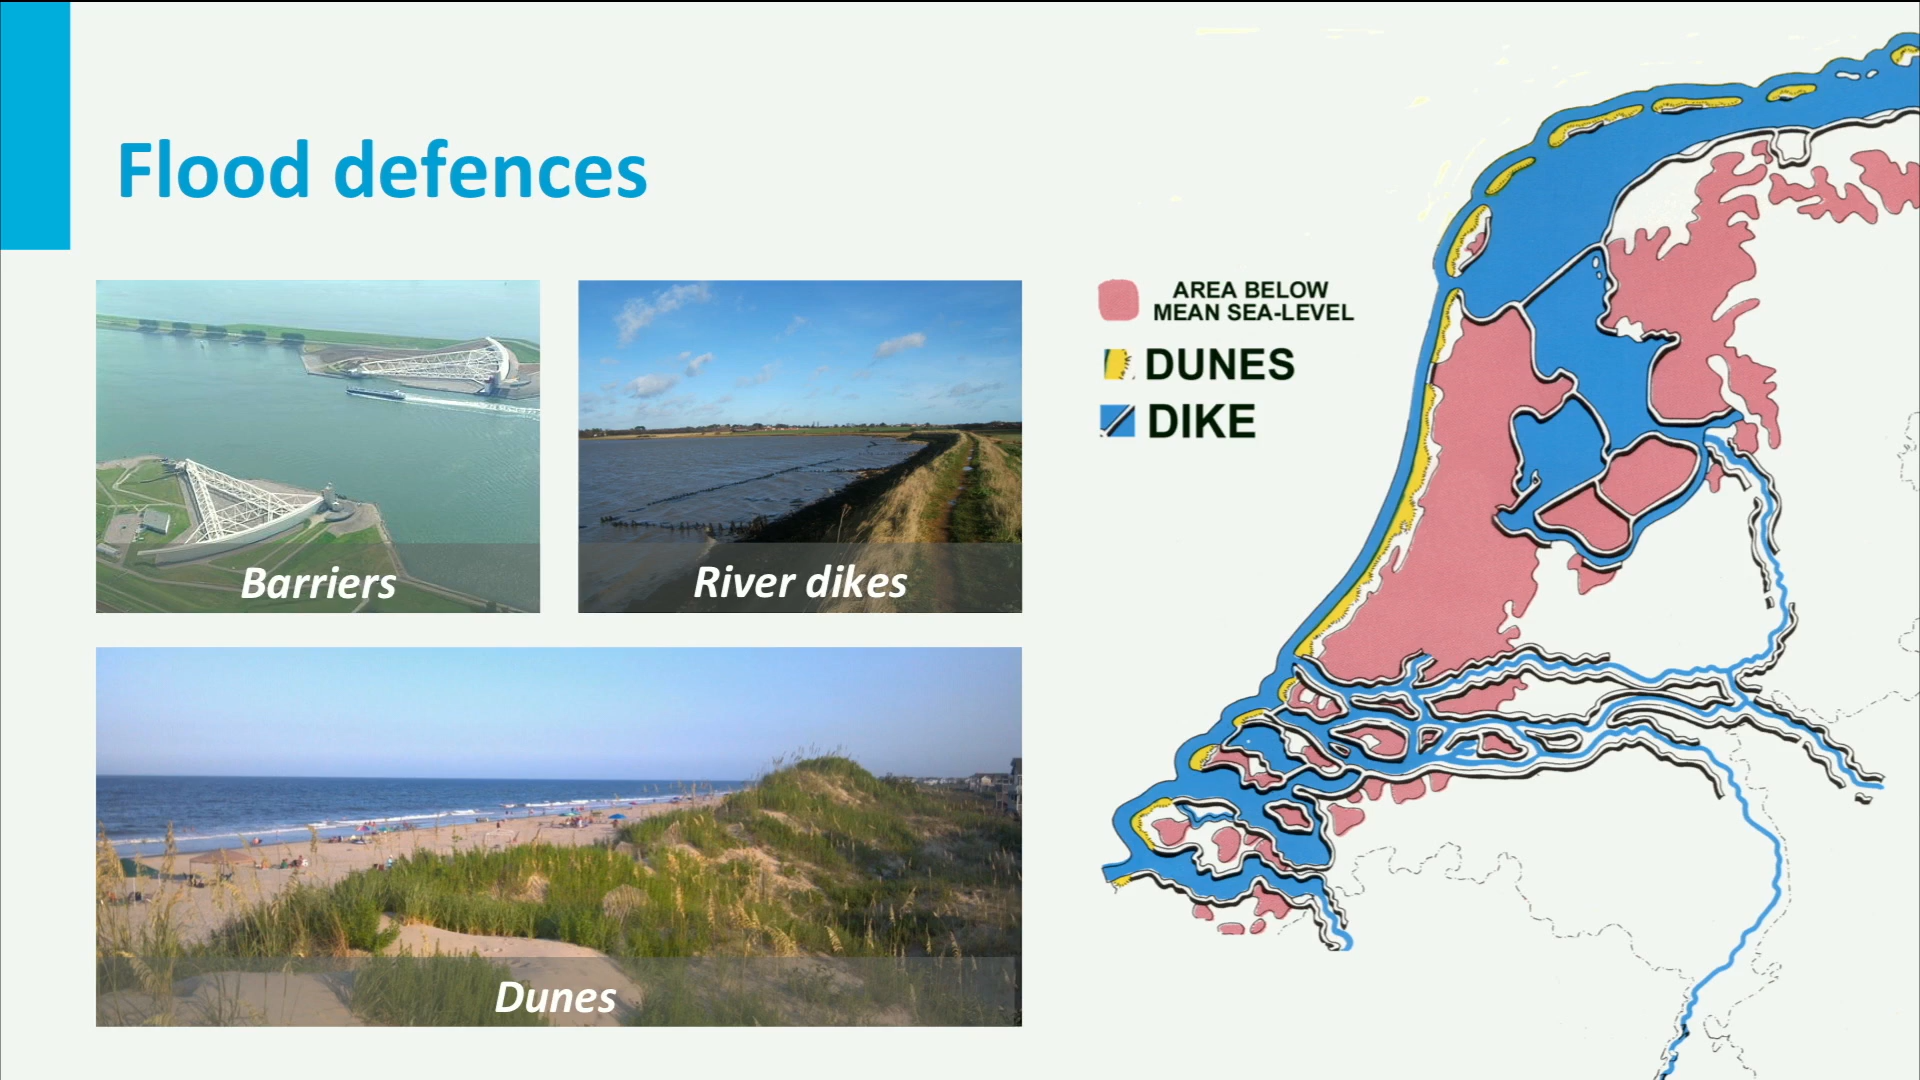 Flood defences
Barriers
River dikes
Dunes
AREA BELOW
MEAN SEA-LEVEL
DUNES
DIKE